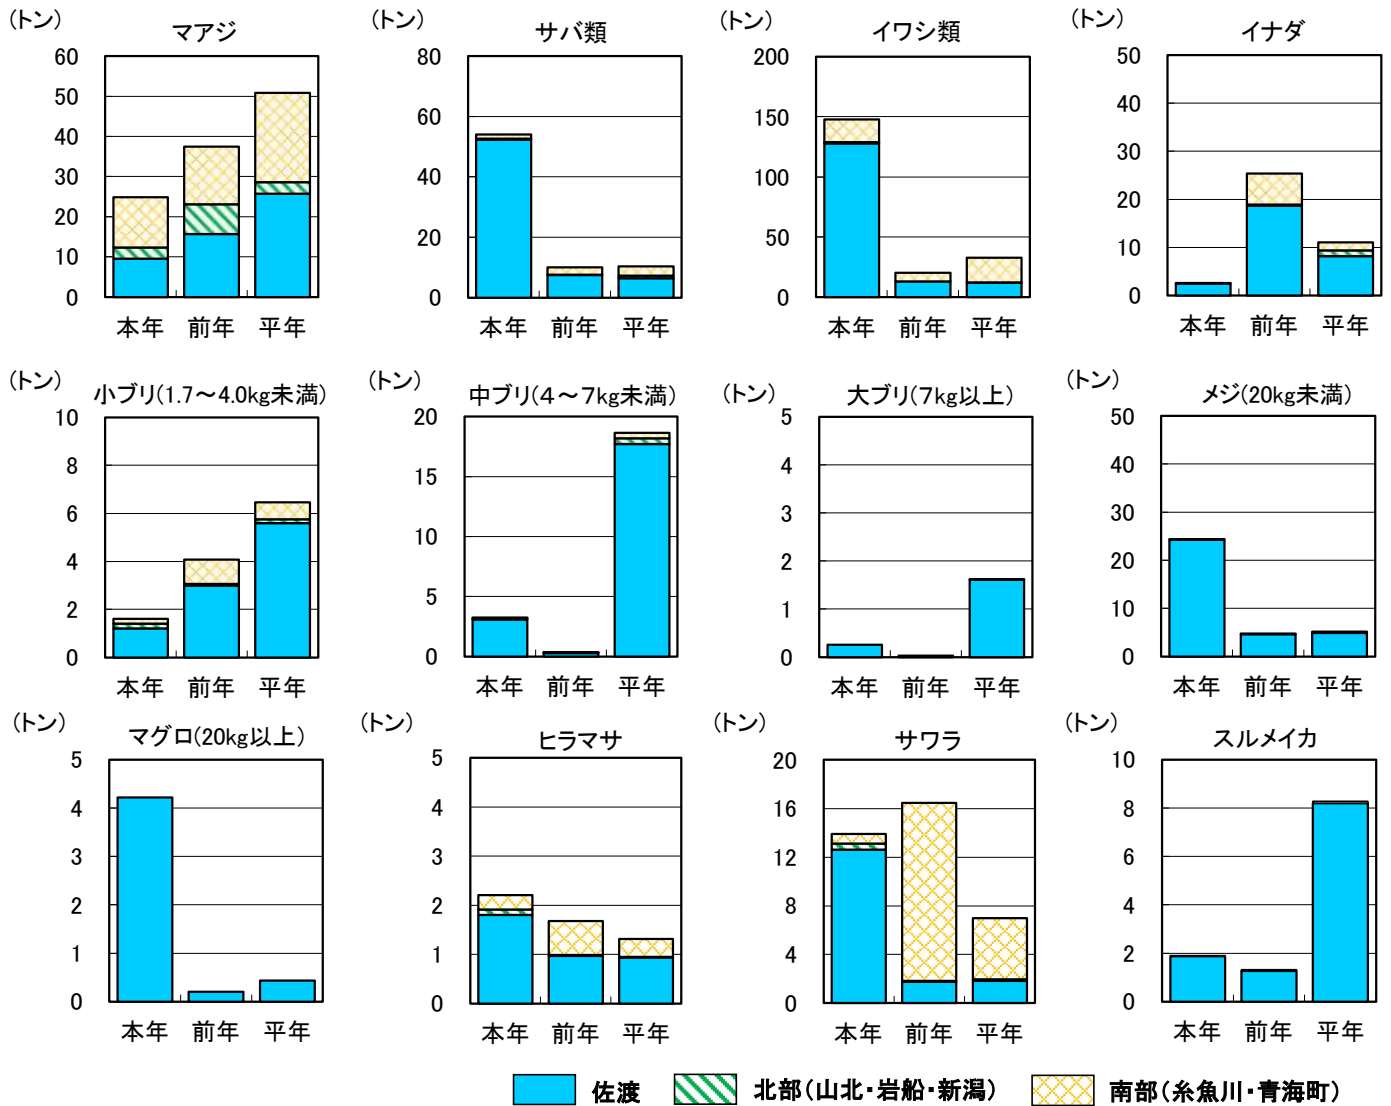 (トン) マアジ
60
50
40
30
20
10
0
本年 前年 平年
(トン) サバ類
80
60
40
20
0
本年 前年 平年
(トン) イワシ類
200
150
100
50
0
本年 前年 平年
(トン) イナダ
50
40
30
20
10
0
本年 前年 平年
(トン) 小ブリ(1.7～4.0kg未満)
10
8
6
4
2
0
本年 前年 平年
(トン) 中ブリ(４～７kg未満)
20
15
10
5
0
本年 前年 平年
(トン) 大ブリ(7kg以上)
5
4
3
2
1
0
本年 前年 平年
(トン) メジ(20kg未満)
50
40
30
20
10
0
本年 前年 平年
(トン) マグロ(20kg以上)
5
4
3
2
1
0
本年 前年 平年
(トン) ヒラマサ
5
4
3
2
1
0
本年 前年 平年
(トン) サワラ
20
16
12
8
4
0
本年 前年 平年
(トン) スルメイカ
10
8
6
4
2
0
本年 前年 平年
佐渡 北部(山北・岩船・新潟) 南部(糸魚川・青海町)